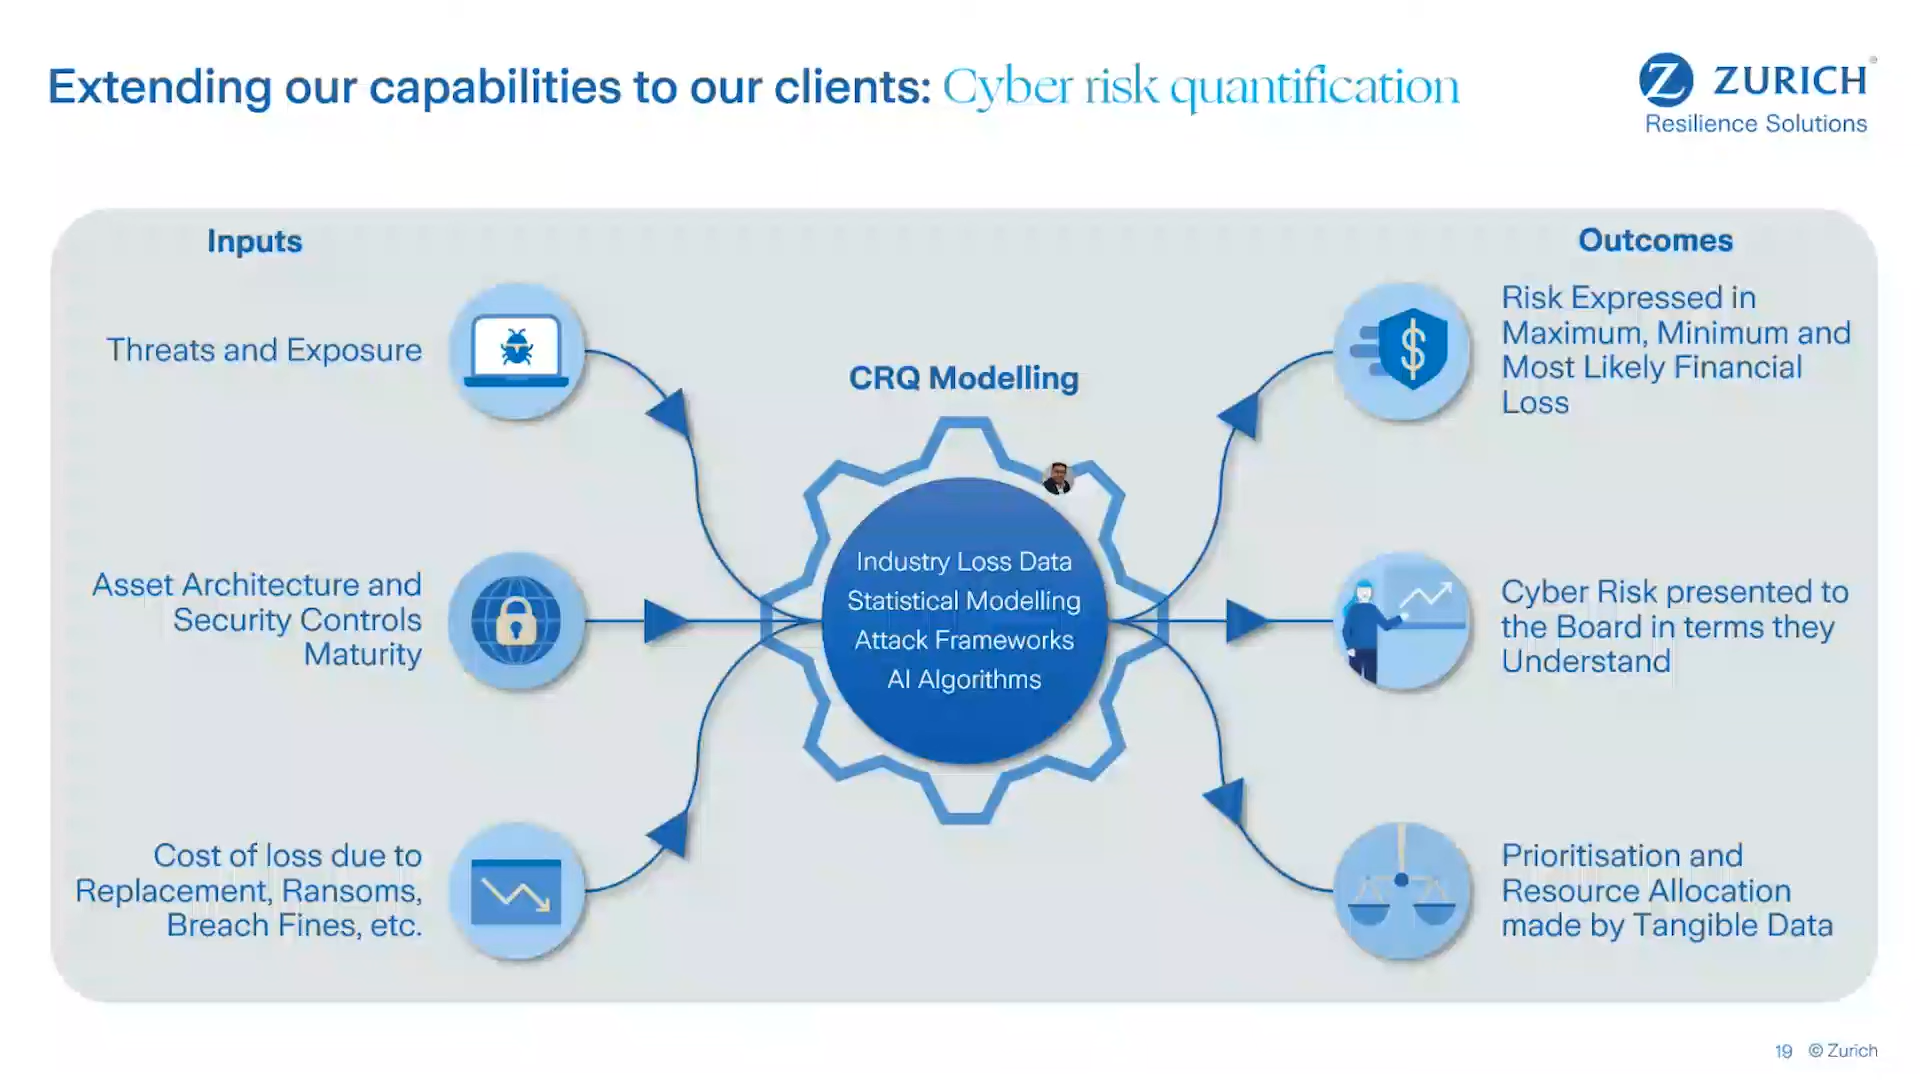 Extending our capabilities to our clients: Cyber risk quantification
Z ZURICH®
Resilience Solutions
Inputs
Threats and Exposure
Asset Architecture and
Security Controls
Maturity
Cost of loss due to
Replacement, Ransoms,
Breach Fines, etc.
CRQ Modelling
Industry Loss Data
Statistical Modelling
Attack Frameworks
AI Algorithms
Outcomes
$
Risk Expressed in
Maximum, Minimum and
Most Likely Financial
Loss
Cyber Risk presented to
the Board in terms they
Understand
Prioritisation and
Resource Allocation
made by Tangible Data
19 © Zurich